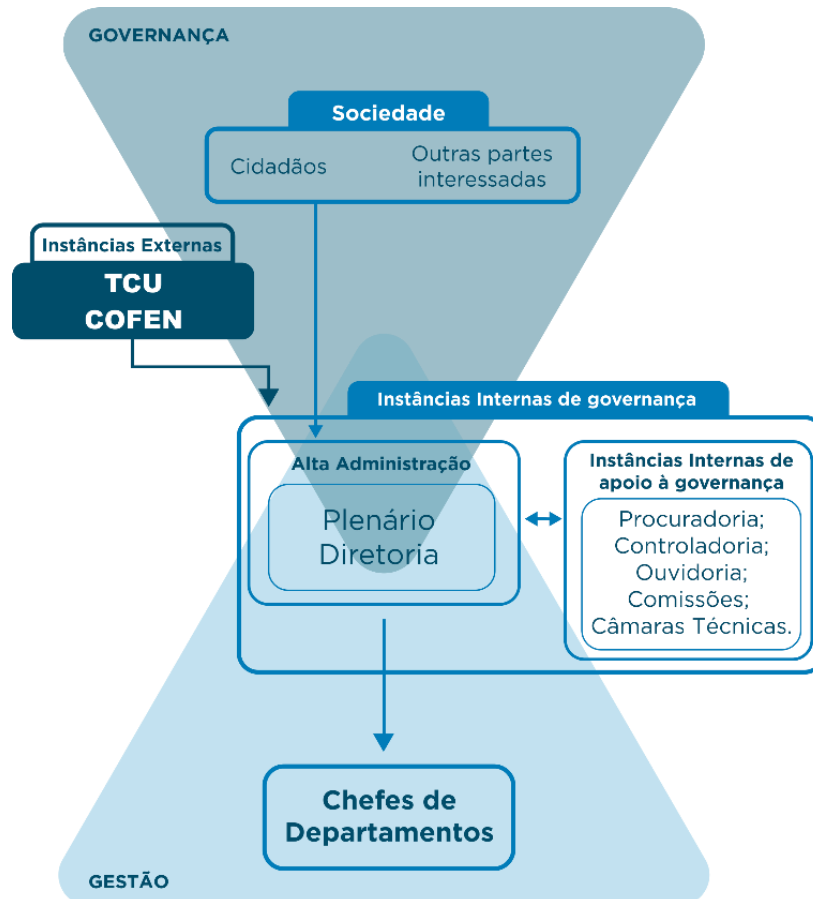 GOVERNANÇA
Sociedade
Cidadãos
Outras partes
interessadas
Instâncias Externas
TCU
COFEN
Instâncias Internas de governança
Alta Administração
Plenário
Diretoria
Instâncias Internas de
apoio à governança
Procuradoria;
Controladoria;
Ouvidoria;
Comissões;
Câmaras Técnicas.
Chefes de
Departamentos
GESTÃO